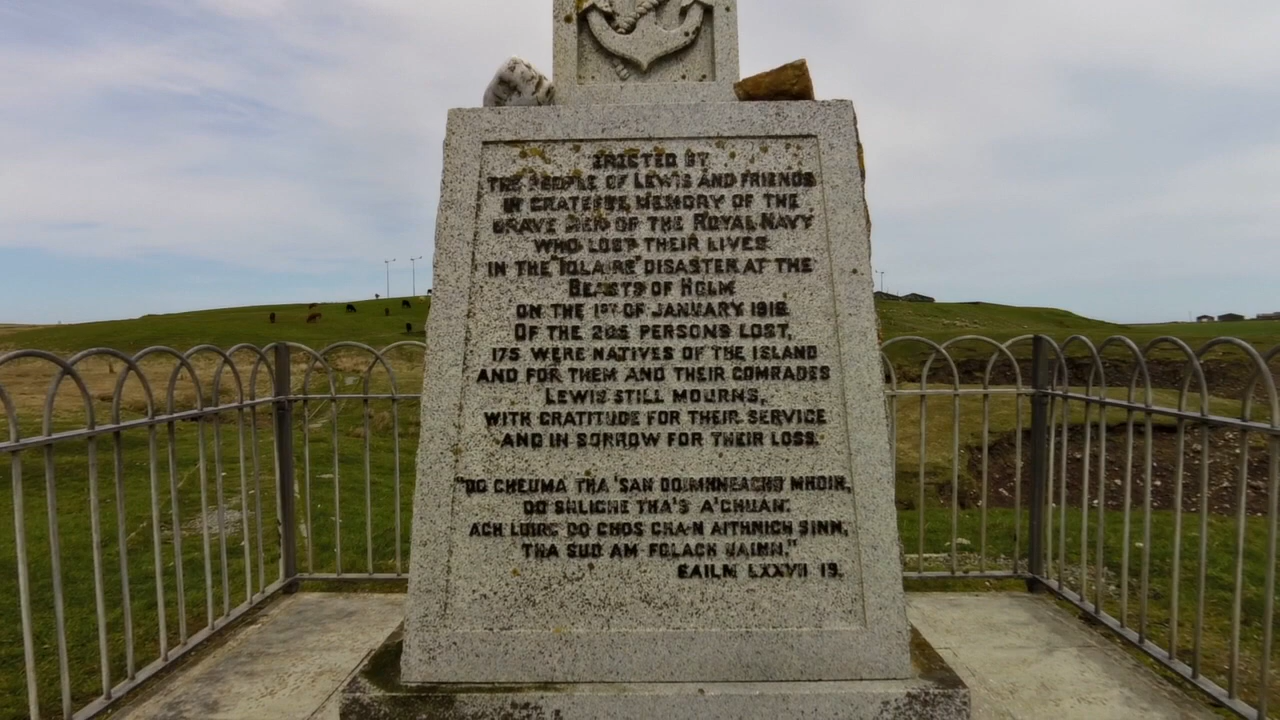 ERECTED BY
THE PEOPLE OF LEWIS AND FRIENDS
IN GRATEFUL MEMORY OF THE
BRAVE MEN OF THE ROYAL NAVY
WHO LOST THEIR LIVES
IN THE "IOLAIRE" DISASTER AT THE
BEASTS OF HOLM
ON THE 1ST OF JANUARY 1919.
OF THE 205 PERSONS LOST,
175 WERE NATIVES OF THE ISLAND
AND FOR THEM AND THEIR COMRADES
LEWIS STILL MOURNS,
WITH GRATITUDE FOR THEIR SERVICE
AND IN SORROW FOR THEIR LOSS.
"DO CHEUMA THA 'SAN DOIMHNEACHD MHOIR,
DO SHLIGHE THA'S A'CHUAN:
ACH LUIRG DO CHOS CHA-N AITHNICH SINN,
THA SUD AM FOLACH UAINN."
SAILM LXXVII 19.